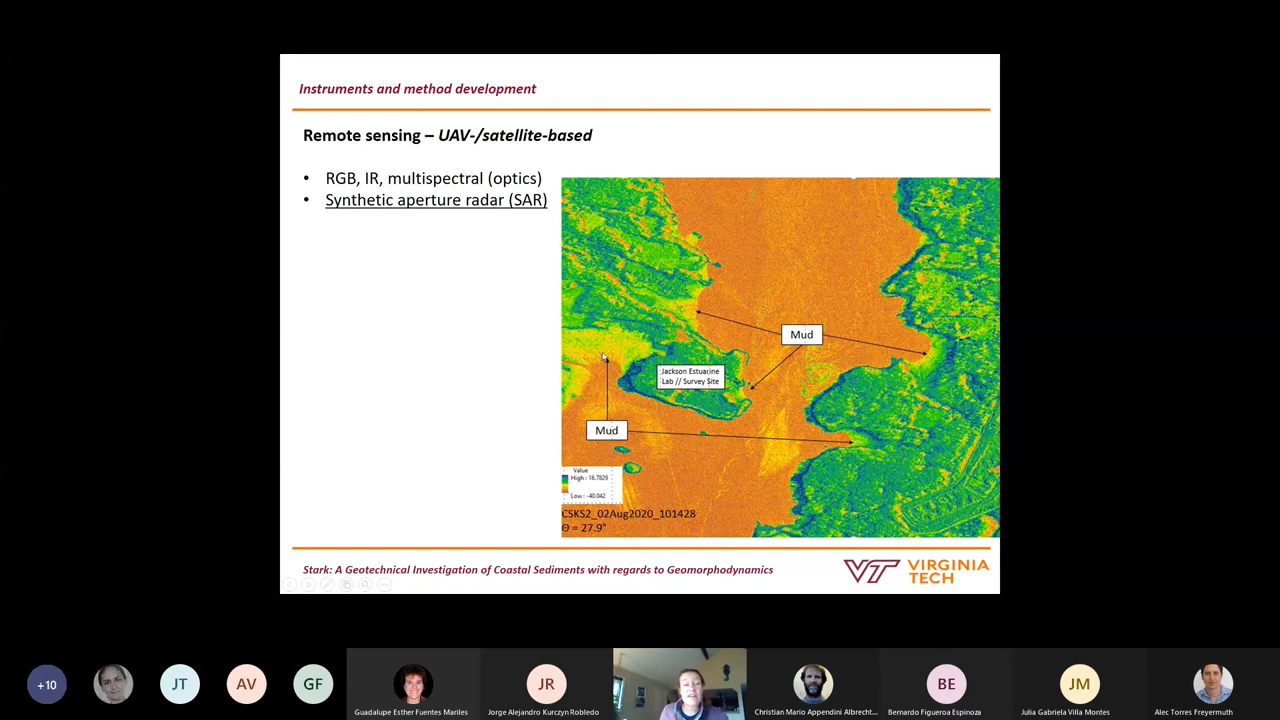 Instruments and method development
Remote sensing – UAV-/satellite-based
• RGB, IR, multispectral (optics)
• Synthetic aperture radar (SAR)
Mud
Jackson Estuarine
Lab // Survey Site
Mud
Value
High : 16.7829
Low : -40.042
CSKS2_02Aug2020_101428
Θ = 27.9°
Stark: A Geotechnical Investigation of Coastal Sediments with regards to Geomorphodynamics
VT VIRGINIA
TECH
+10
JT
AV
GF
Guadalupe Esther Fuentes Mariles
JR
Jorge Alejandro Kurczyn Robledo
Christian Mario Appendini Albrecht...
BE
Bernardo Figueroa Espinoza
JM
Julia Gabriela Villa Montes
Alec Torres Freyermuth